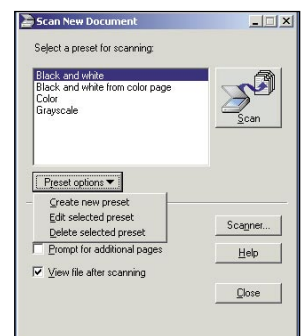 Scan New Document
Select a preset for scanning:
Black and white
Black and white from color page
Color
Grayscale
Scan
Preset options
Create new preset
Edit selected preset
Delete selected preset
Scanner...
Prompt for additional pages
Help
View file after scanning
Close